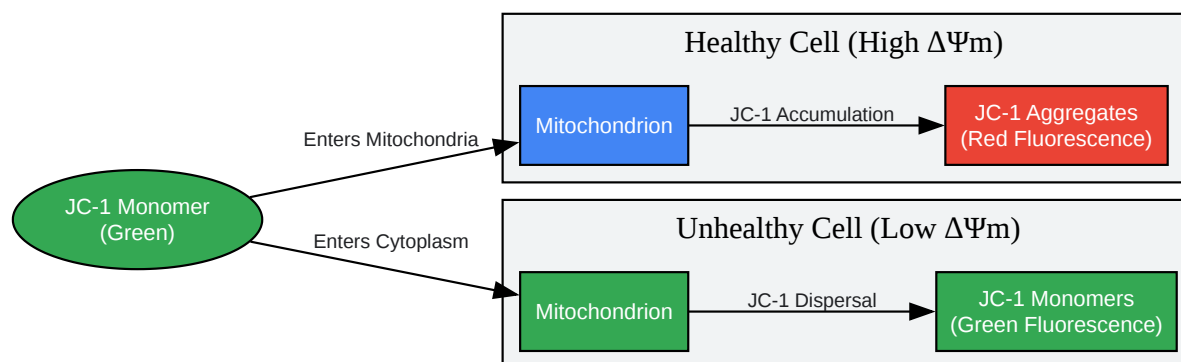 Healthy Cell (High ΔΨm)
Mitochondrion
JC-1 Accumulation
JC-1 Aggregates
(Red Fluorescence)
Enters Mitochondria
JC-1 Monomer
(Green)
Enters Cytoplasm
Unhealthy Cell (Low ΔΨm)
Mitochondrion
JC-1 Dispersal
JC-1 Monomers
(Green Fluorescence)